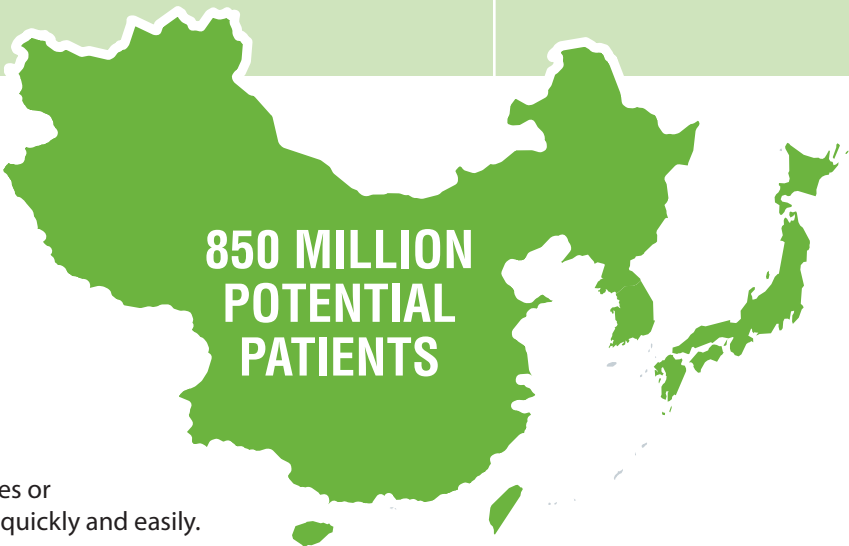 850 MILLION
POTENTIAL
PATIENTS
es or
quickly and easily.